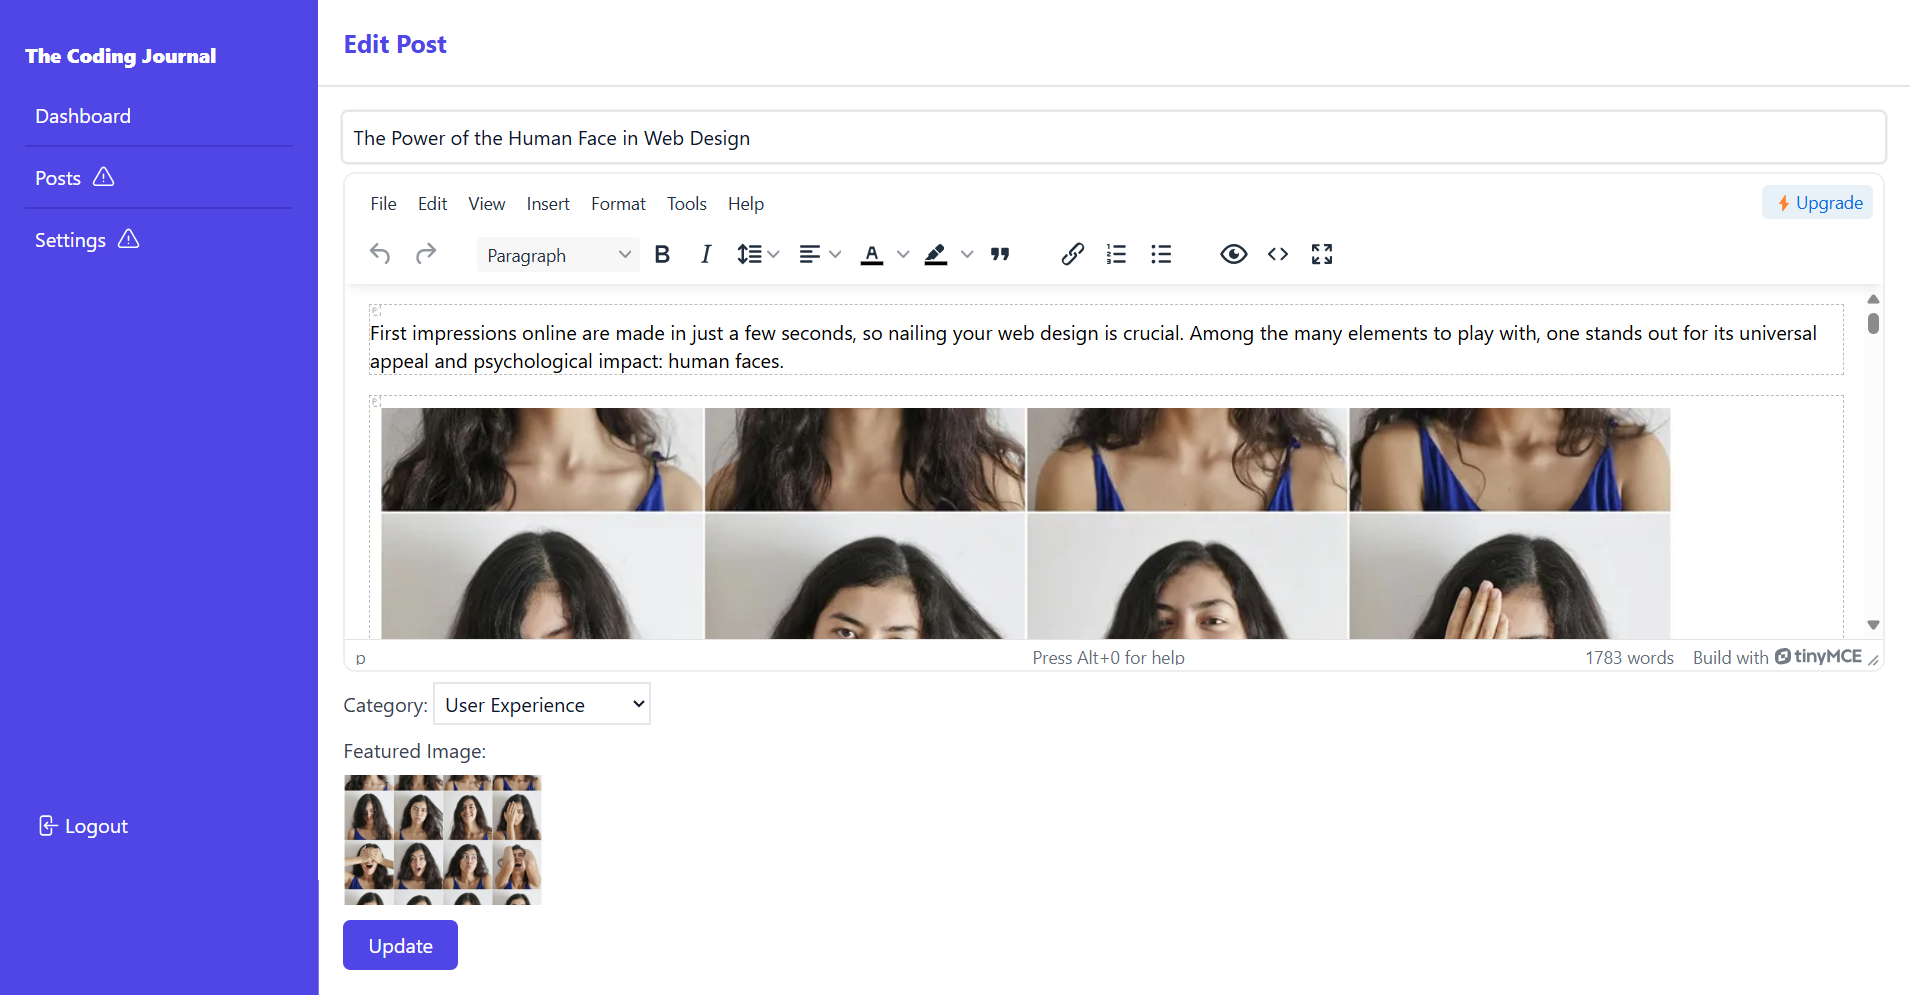 The Coding Journal
Dashboard
Posts
Settings
Logout
Edit Post
The Power of the Human Face in Web Design
File Edit View Insert Format Tools Help
Upgrade
Paragraph
First impressions online are made in just a few seconds, so nailing your web design is crucial. Among the many elements to play with, one stands out for its universal
appeal and psychological impact: human faces.
p Press Alt+0 for help 1783 words Build with tinyMCE
Category: User Experience
Featured Image:
Update